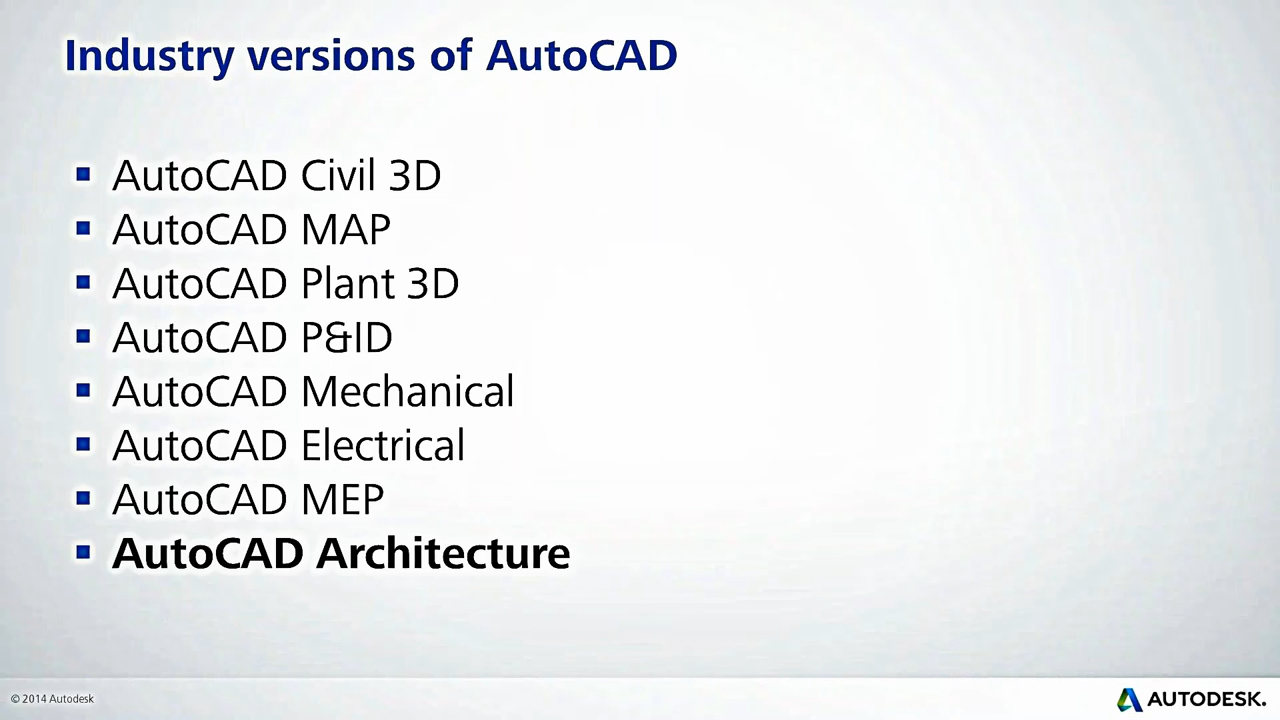 Industry versions of AutoCAD
▪ AutoCAD Civil 3D
▪ AutoCAD MAP
▪ AutoCAD Plant 3D
▪ AutoCAD P&ID
▪ AutoCAD Mechanical
▪ AutoCAD Electrical
▪ AutoCAD MEP
▪ AutoCAD Architecture
© 2014 Autodesk
AUTODESK.